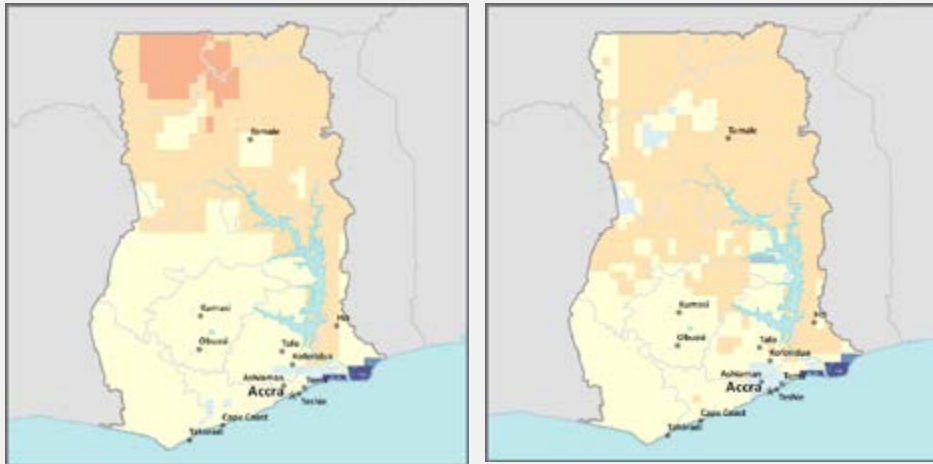 Tamale
Kumasi
Ho
Obuasi
Tafo
Koforidua
Ashiaman
Tema
Accra
Teshie
Cape Coast
Takoradi
Tamale
Kumasi
Ho
Obuasi
Tafo
Koforidua
Ashiaman
Tema
Accra
Teshie
Cape Coast
Takoradi